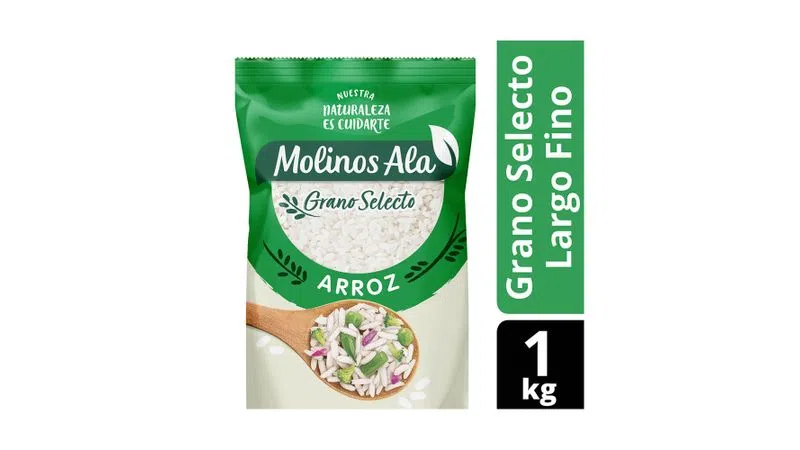 NUESTRA
NATURALEZA
ES CUIDARTE
Molinos Ala
Grano Selecto
ARROZ
Grano Selecto
Largo Fino
1
kg